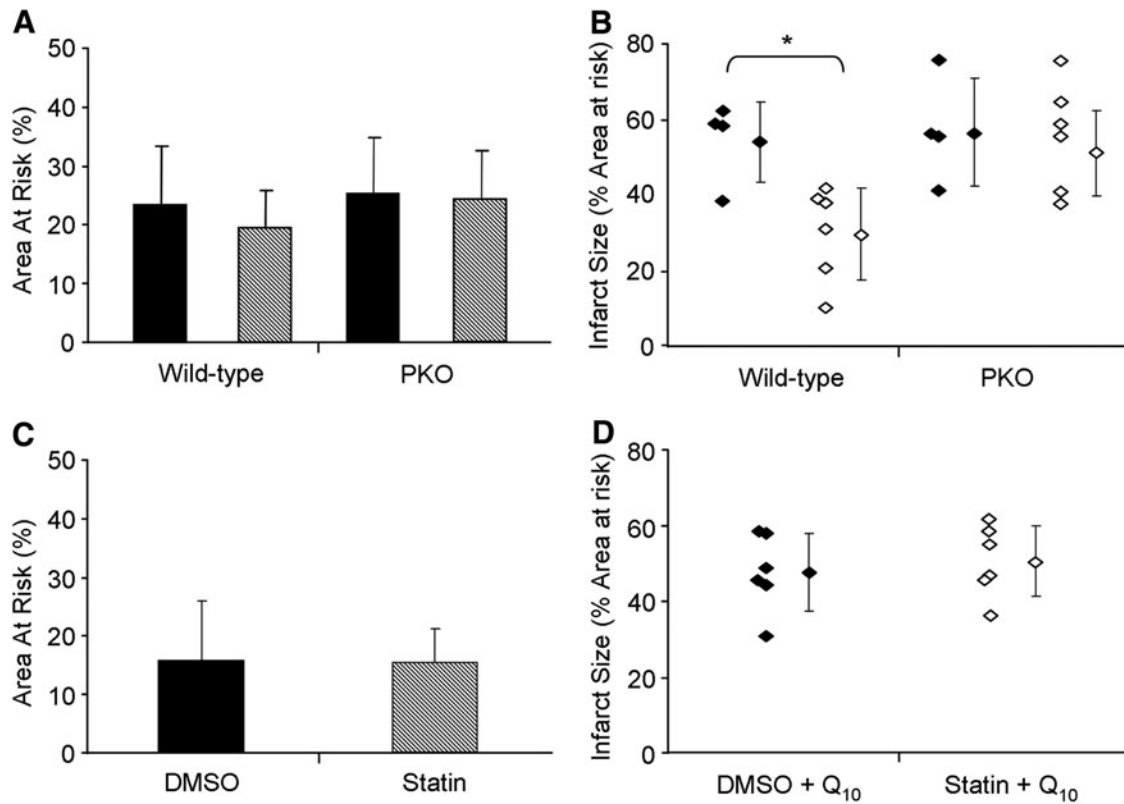 A
Area At Risk (%)
50
40
30
20
10
0
Wild-type
PKO
B
Infarct Size (% Area at risk)
80
60
40
20
0
*
Wild-type
PKO
C
Area At Risk (%)
50
40
30
20
10
0
DMSO
Statin
D
Infarct Size (% Area at risk)
80
60
40
20
0
DMSO + Q₁₀
Statin + Q₁₀